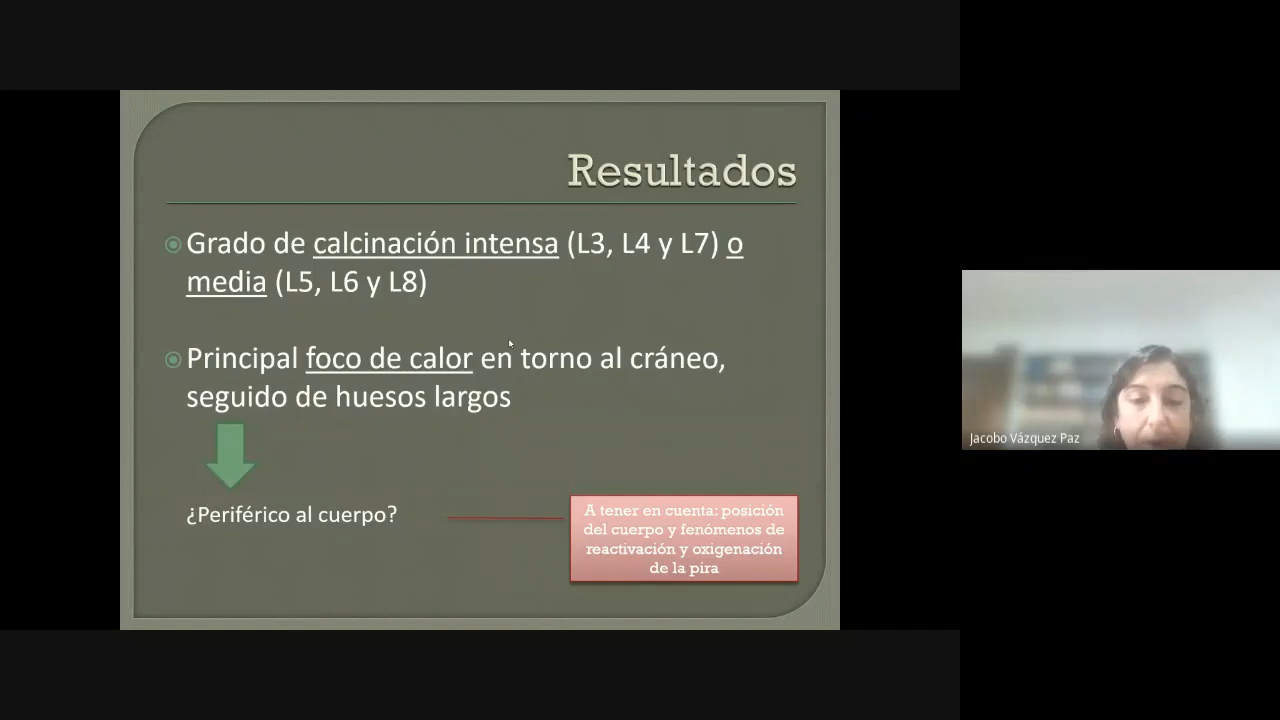 Resultados
Grado de calcinación intensa (L3, L4 y L7) o
media (L5, L6 y L8)
Principal foco de calor en torno al cráneo,
seguido de huesos largos
¿Periférico al cuerpo?
A tener en cuenta: posición
del cuerpo y fenómenos de
reactivación y oxigenación
de la pira
Jacobo Vázquez Paz